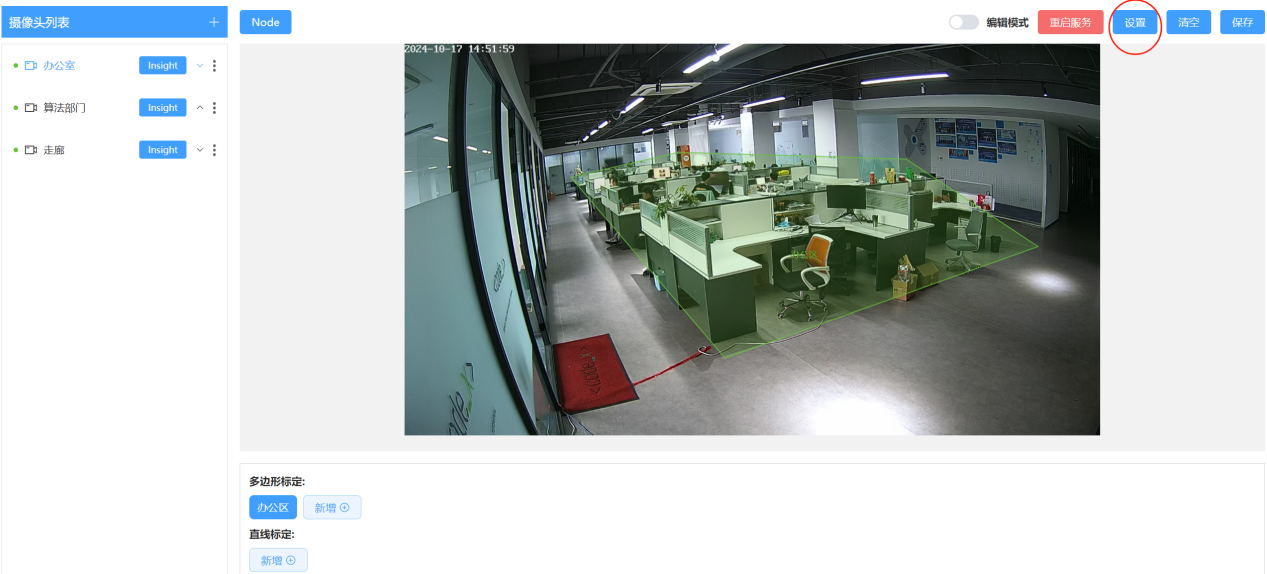 摄像头列表 +
Node
编辑模式
重启服务
设置
清空
保存
办公室 Insight
算法部门 Insight
走廊 Insight
2024-10-17 14:51:59
多边形标定:
办公区 新增
直线标定:
新增